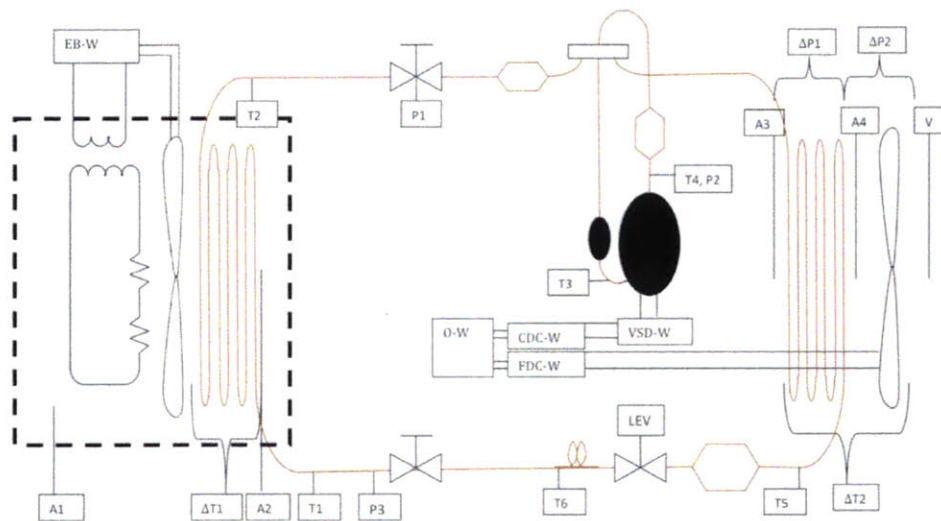 EB-W
ΔP1
ΔP2
T2
P1
A3
A4
V
T4, P2
T3
O-W
CDC-W
VSD-W
FDC-W
LEV
A1
ΔT1
A2
T1
P3
T6
T5
ΔT2